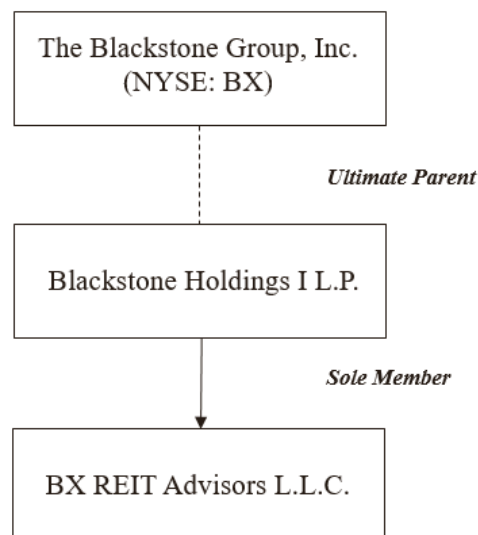 The Blackstone Group, Inc.
(NYSE: BX)
Ultimate Parent
Blackstone Holdings I L.P.
Sole Member
BX REIT Advisors L.L.C.